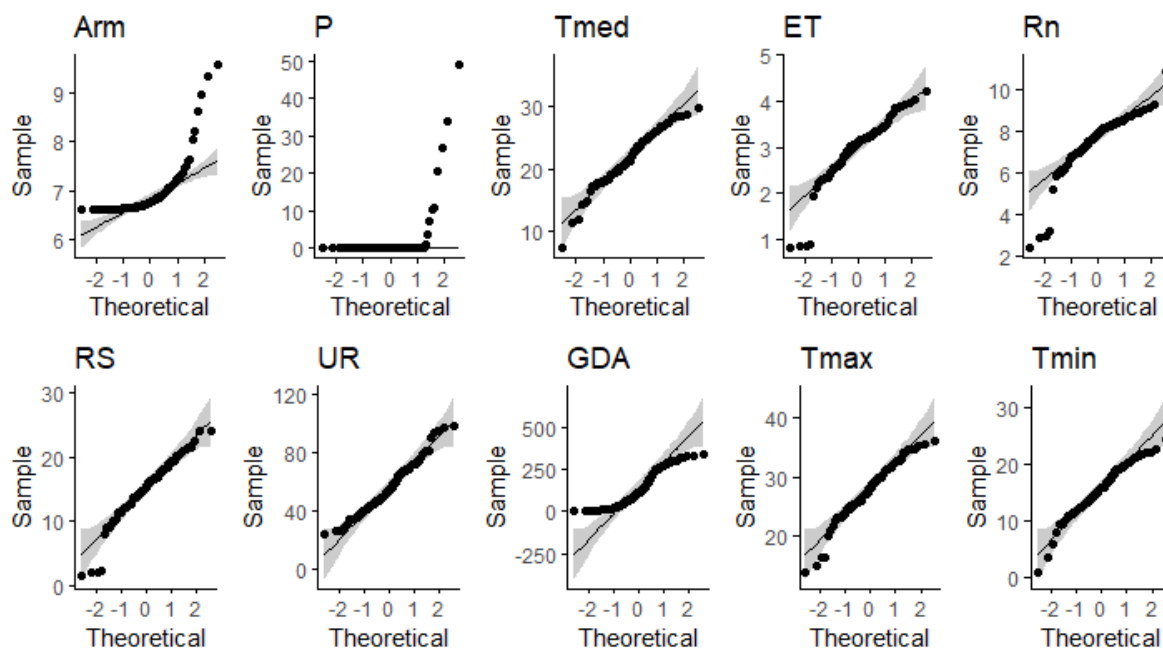 Arm P Tmed ET Rn
Sample 9 8 7 6 Sample 50 40 30 20 10 0 Sample 30 20 10 Sample 5 4 3 2 1 Sample 10 8 6 4 2
-2 -1 0 1 2 -2 -1 0 1 2 -2 -1 0 1 2 -2 -1 0 1 2 -2 -1 0 1 2
Theoretical Theoretical Theoretical Theoretical Theoretical
RS UR GDA Tmax Tmin
Sample 30 20 10 0 Sample 120 80 40 0 Sample 500 250 0 -250 Sample 40 30 20 Sample 30 20 10 0
-2 -1 0 1 2 -2 -1 0 1 2 -2 -1 0 1 2 -2 -1 0 1 2 -2 -1 0 1 2
Theoretical Theoretical Theoretical Theoretical Theoretical